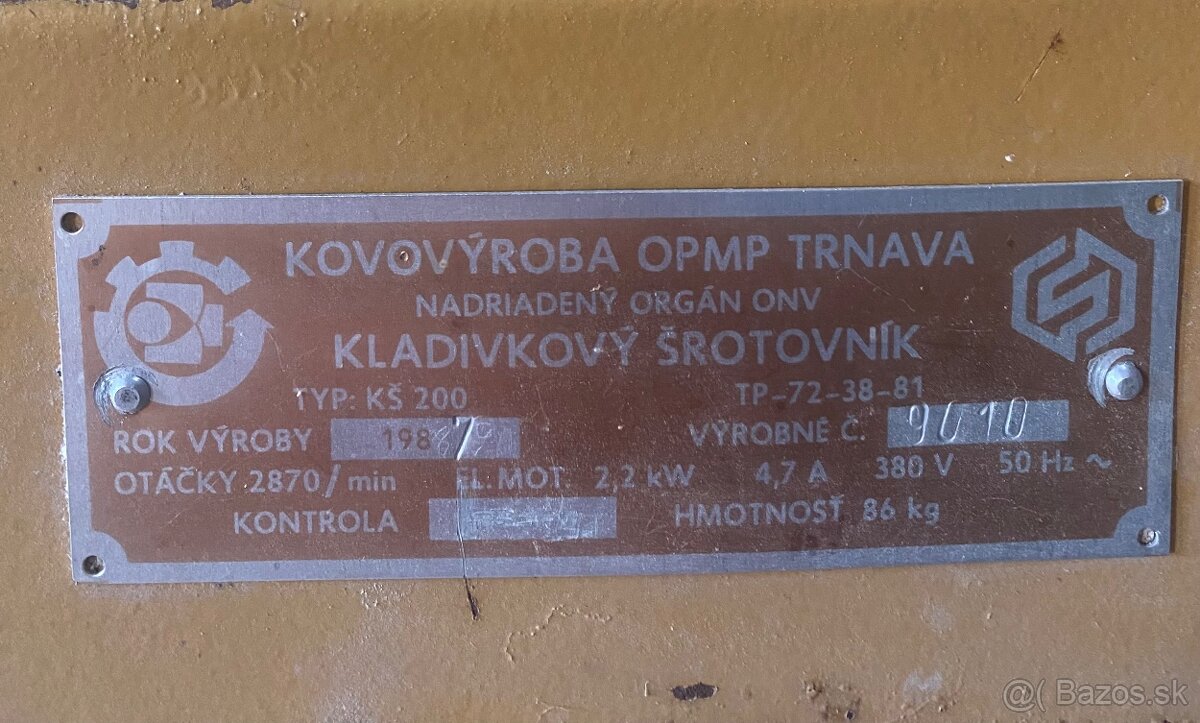 KOVOVÝROBA OPMP TRNAVA
NADRIADENÝ ORGÁN ONV
KLADIVKOVÝ ŠROTOVNÍK
TYP: KŠ 200 TP-72-38-81
ROK VÝROBY 1987 VÝROBNÉ Č. 9010
OTÁČKY 2870/min EL. MOT. 2,2 kW 4,7 A 380 V 50 Hz ~
KONTROLA HMOTNOSŤ 86 kg
@( Bazos.sk